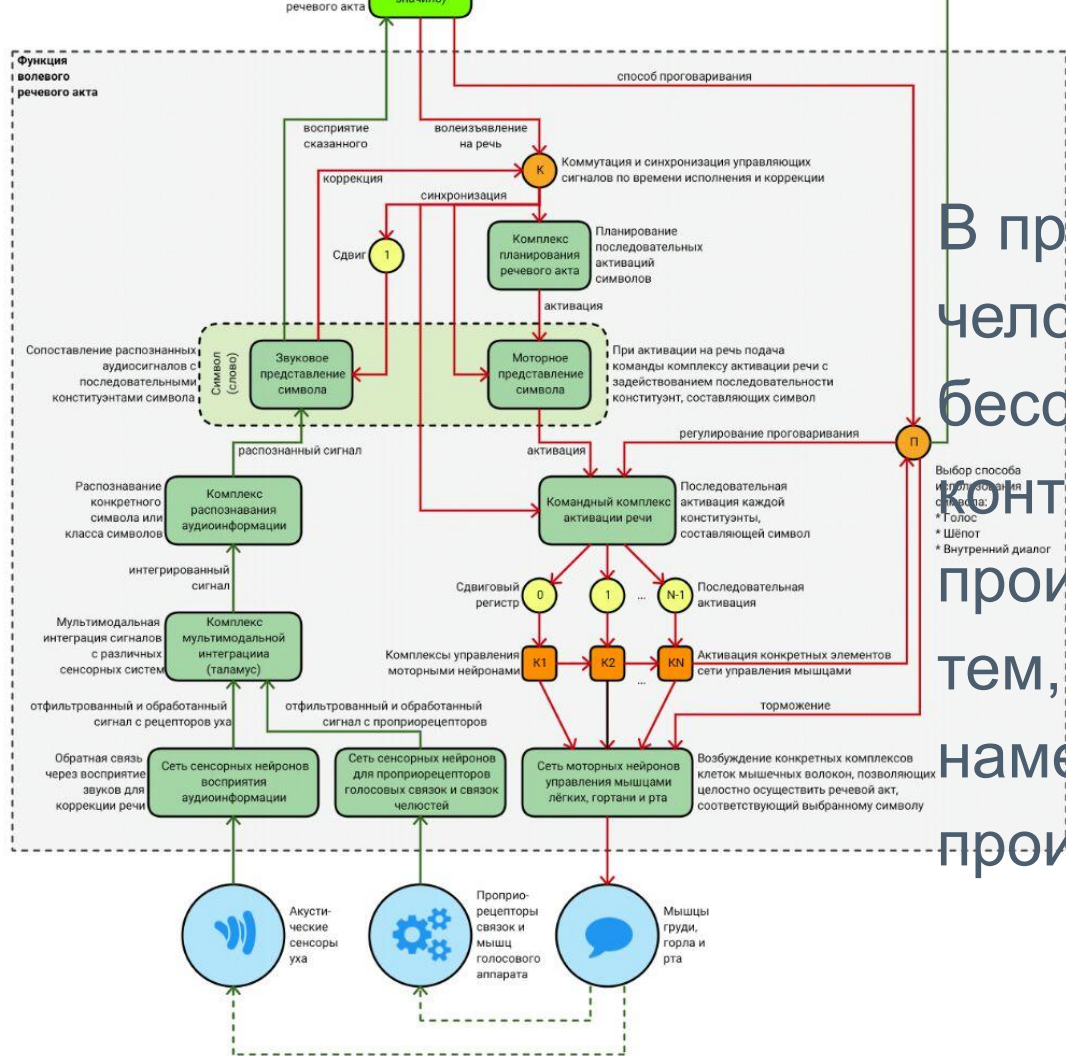 речевого акта
значило)
Функция
волевого
речевого акта
способ проговаривания
восприятие
сказанного
волеизъявление
на речь
К
Коммутация и синхронизация управляющих
сигналов по времени исполнения и коррекции
коррекция
синхронизация
Сдвиг
1
Комплекс
планирования
речевого акта
Планирование
последовательных
активаций
символов
активация
Сопоставление распознанных
аудиосигналов с
последовательными
конституэнтами символа
Символ
(слово)
Звуковое
представление
символа
Моторное
представление
символа
При активации на речь подача
команды комплексу активации речи с
задействованием последовательности
конституэнт, составляющих символ
распознанный сигнал
активация
регулирование проговаривания
П
Выбор способа
использования
символа:
* Голос
* Шёпот
* Внутренний диалог
Распознавание
конкретного
символа или
класса символов
Комплекс
распознавания
аудиоинформации
Командный комплекс
активации речи
Последовательная
активация каждой
конституэнты,
составляющей символ
интегрированный
сигнал
Сдвиговый
регистр
0
1
...
N-1
Последовательная
активация
Мультимодальная
интеграция сигналов
с различных
сенсорных систем
Комплекс
мультимодальной
интеграциия
(таламус)
Комплексы управления
моторными нейронами
К1
К2
...
KN
Активация конкретных элементов
сети управления мышцами
отфильтрованный и обработанный
сигнал с рецепторов уха
отфильтрованный и обработанный
сигнал с проприорецепторов
торможение
Обратная связь
через восприятие
звуков для
коррекции речи
Сеть сенсорных нейронов
восприятия
аудиоинформации
Сеть сенсорных нейронов
для проприорецепторов
голосовых связок и связок
челюстей
Сеть моторных нейронов
управления мышцами
лёгких, гортани и рта
Возбуждение конкретных комплексов
клеток мышечных волокон, позволяющих
целостно осуществить речевой акт,
соответствующий выбранному символу
Акусти-
ческие
сенсоры
уха
Проприо-
рецепторы
связок и
мышц
голосового
аппарата
Мышцы
груди,
горла и
рта
В пр
чело
бесс
конт
прои
тем,
наме
прои